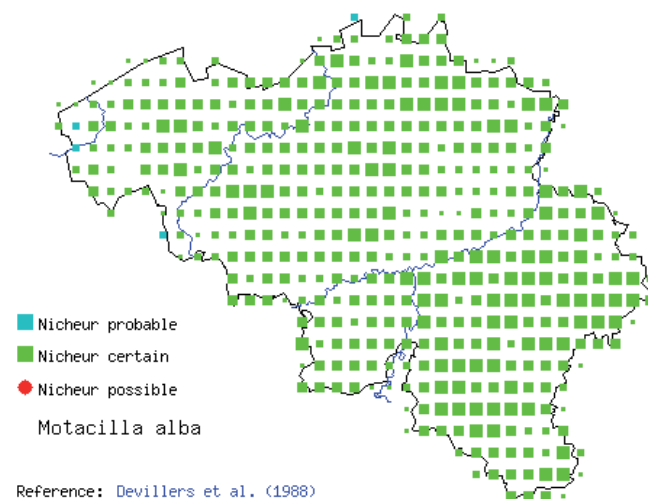 Nicheur probable
Nicheur certain
Nicheur possible
Motacilla alba
Reference: Devillers et al. (1988)